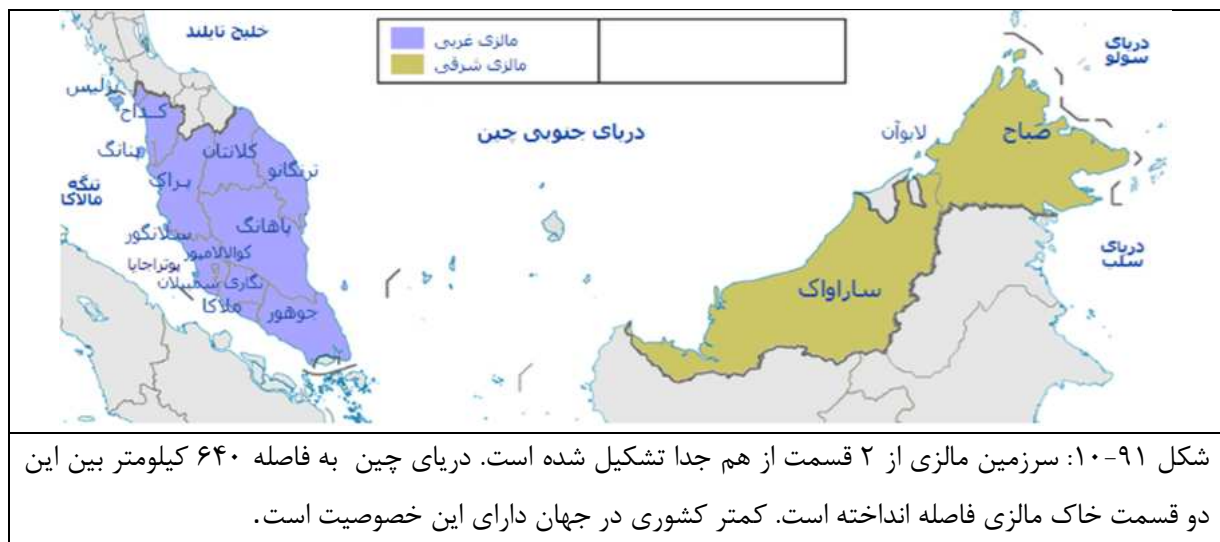 خلیج تایلند
مالزی غربی
مالزی شرقی
دریای
سولو
پرلیس
کـداح
پنانگ
کلانتان
ترنگانو
پراک
دریای جنوبی چین
لابوآن
صَباح
تنگه
مالاکا
پاهانگ
سـلانگور
کوالالامپور
پوتراجایا
نگاری سمبیلان
ملاکا
جوهور
ساراواک
دریای
سلب
شکل ۹۱-۱۰: سرزمین مالزی از ۲ قسمت از هم جدا تشکیل شده است. دریای چین به فاصله ۶۴۰ کیلومتر بین این
دو قسمت خاک مالزی فاصله انداخته است. کمتر کشوری در جهان دارای این خصوصیت است.